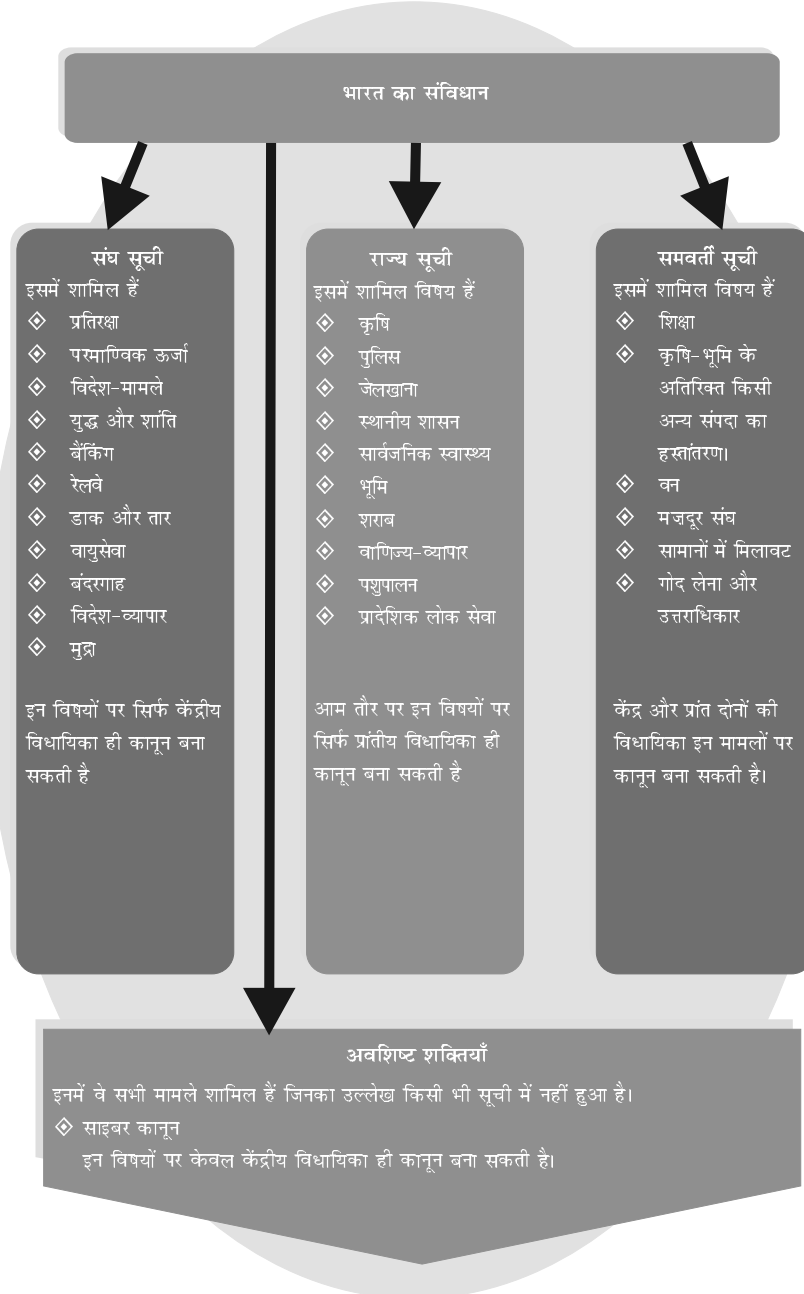 भारत का संविधान
संघ सूची
इसमें शामिल हैं
प्रतिरक्षा
परमाण्विक ऊर्जा
विदेश-मामले
युद्ध और शांति
बैंकिंग
रेलवे
डाक और तार
वायुसेवा
बंदरगाह
विदेश-व्यापार
मुद्रा
इन विषयों पर सिर्फ केंद्रीय
विधायिका ही कानून बना
सकती है
राज्य सूची
इसमें शामिल विषय हैं
कृषि
पुलिस
जेलखाना
स्थानीय शासन
सार्वजनिक स्वास्थ्य
भूमि
शराब
वाणिज्य-व्यापार
पशुपालन
प्रादेशिक लोक सेवा
आम तौर पर इन विषयों पर
सिर्फ प्रांतीय विधायिका ही
कानून बना सकती है
समवर्ती सूची
इसमें शामिल विषय हैं
शिक्षा
कृषि-भूमि के
अतिरिक्त किसी
अन्य संपदा का
हस्तांतरण।
वन
मजदूर संघ
सामानों में मिलावट
गोद लेना और
उत्तराधिकार
केंद्र और प्रांत दोनों की
विधायिका इन मामलों पर
कानून बना सकती है।
अवशिष्ट शक्तियाँ
इनमें वे सभी मामले शामिल हैं जिनका उल्लेख किसी भी सूची में नहीं हुआ है।
साइबर कानून
इन विषयों पर केवल केंद्रीय विधायिका ही कानून बना सकती है।